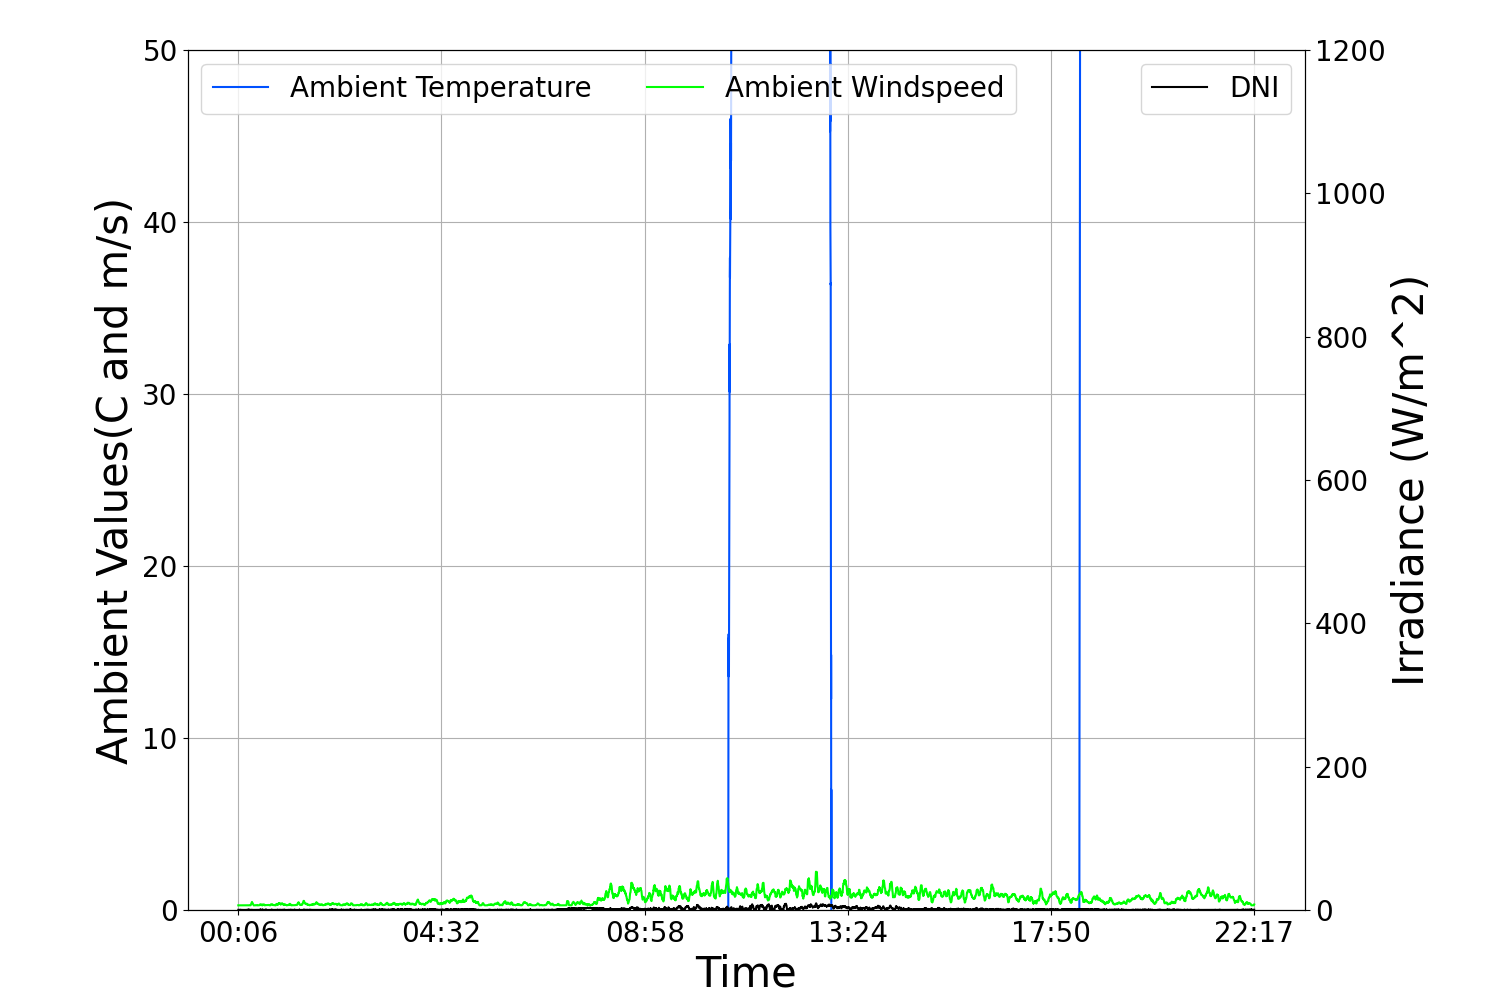 Ambient Temperature
Ambient Windspeed
DNI
Ambient Values(C and m/s)
50
40
30
20
10
0
1200
1000
800
600
400
200
0
Irradiance (W/m^2)
00:06 04:32 08:58 13:24 17:50 22:17
Time